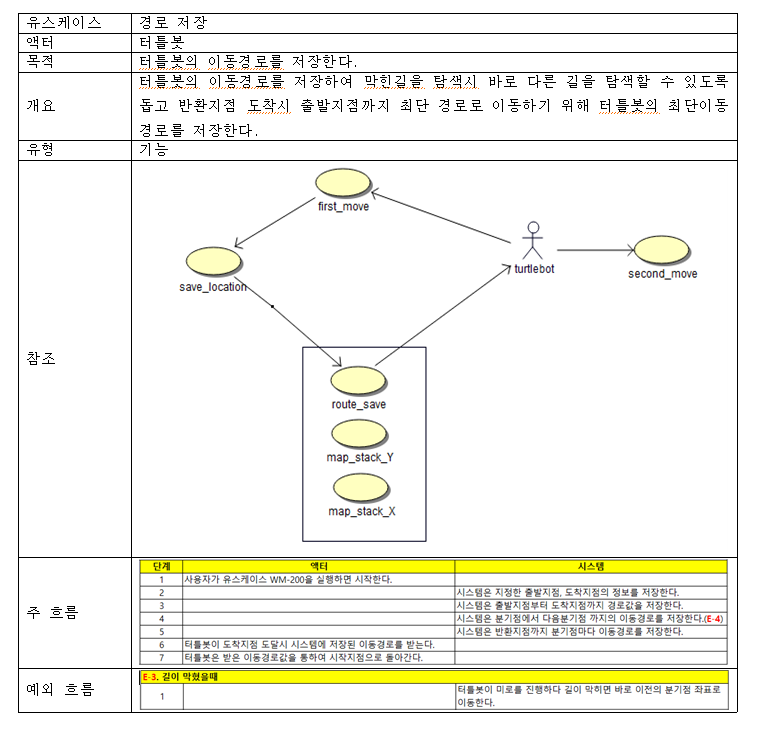 유스케이스 경로 저장
액터 터틀봇
목적 터틀봇의 이동경로를 저장한다.
개요 터틀봇의 이동경로를 저장하여 막힌길을 탐색시 바로 다른 길을 탐색할 수 있도록
돕고 반환지점 도착시 출발지점까지 최단 경로로 이동하기 위해 터틀봇의 최단이동
경로를 저장한다.
유형 기능
참조
first_move
turtlebot
second_move
save_location
route_save
map_stack_Y
map_stack_X
주 흐름
단계 액터 시스템
1 사용자가 유스케이스 WM-200을 실행하면 시작한다.
2 시스템은 지정한 출발지점, 도착지점의 정보를 저장한다.
3 시스템은 출발지점부터 도착지점까지 경로값을 저장한다.
4 시스템은 분기점에서 다음분기점 까지의 이동경로를 저장한다.(E-4)
5 시스템은 반환지점까지 분기점마다 이동경로를 저장한다.
6 터틀봇이 도착지점 도달시 시스템에 저장된 이동경로를 받는다.
7 터틀봇은 받은 이동경로값을 통하여 시작지점으로 돌아간다.
예외 흐름
E-3. 길이 막혔을때
1 터틀봇이 미로를 진행하다 길이 막히면 바로 이전의 분기점 좌표로
이동한다.